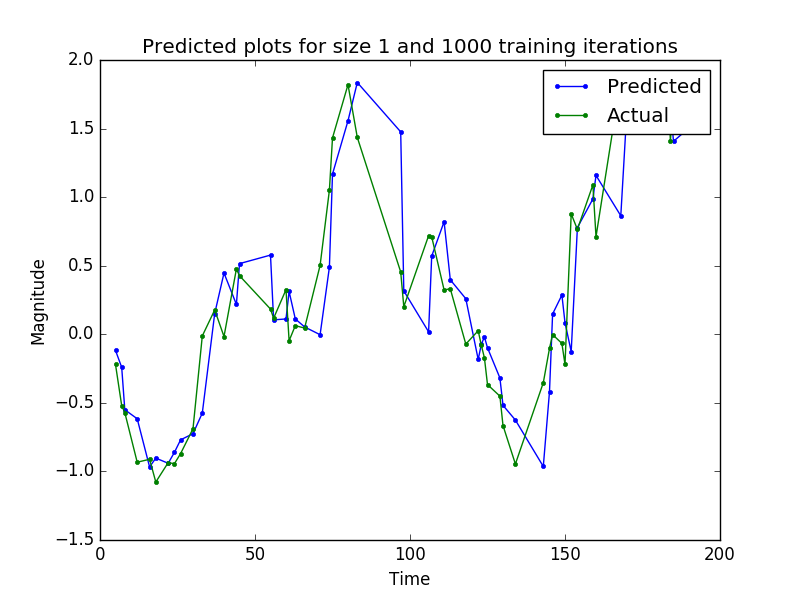 Predicted plots for size 1 and 1000 training iterations
Predicted
Actual
2.0
1.5
1.0
0.5
0.0
−0.5
−1.0
−1.5
Magnitude
0 50 100 150 200
Time